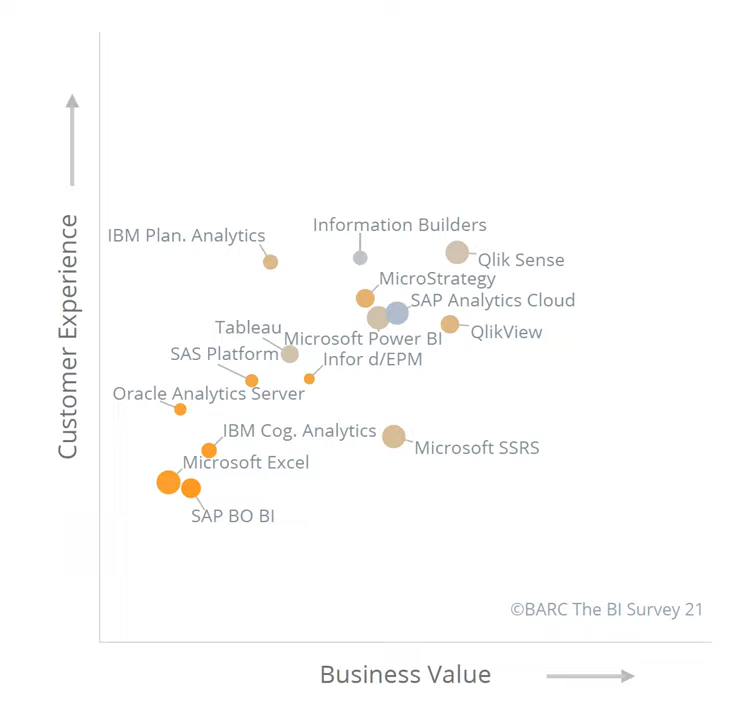 Information Builders
IBM Plan. Analytics
Qlik Sense
MicroStrategy
SAP Analytics Cloud
Tableau
QlikView
Microsoft Power BI
SAS Platform
Infor d/EPM
Oracle Analytics Server
IBM Cog. Analytics
Microsoft SSRS
Microsoft Excel
SAP BO BI
Customer Experience
©BARC The BI Survey 21
Business Value